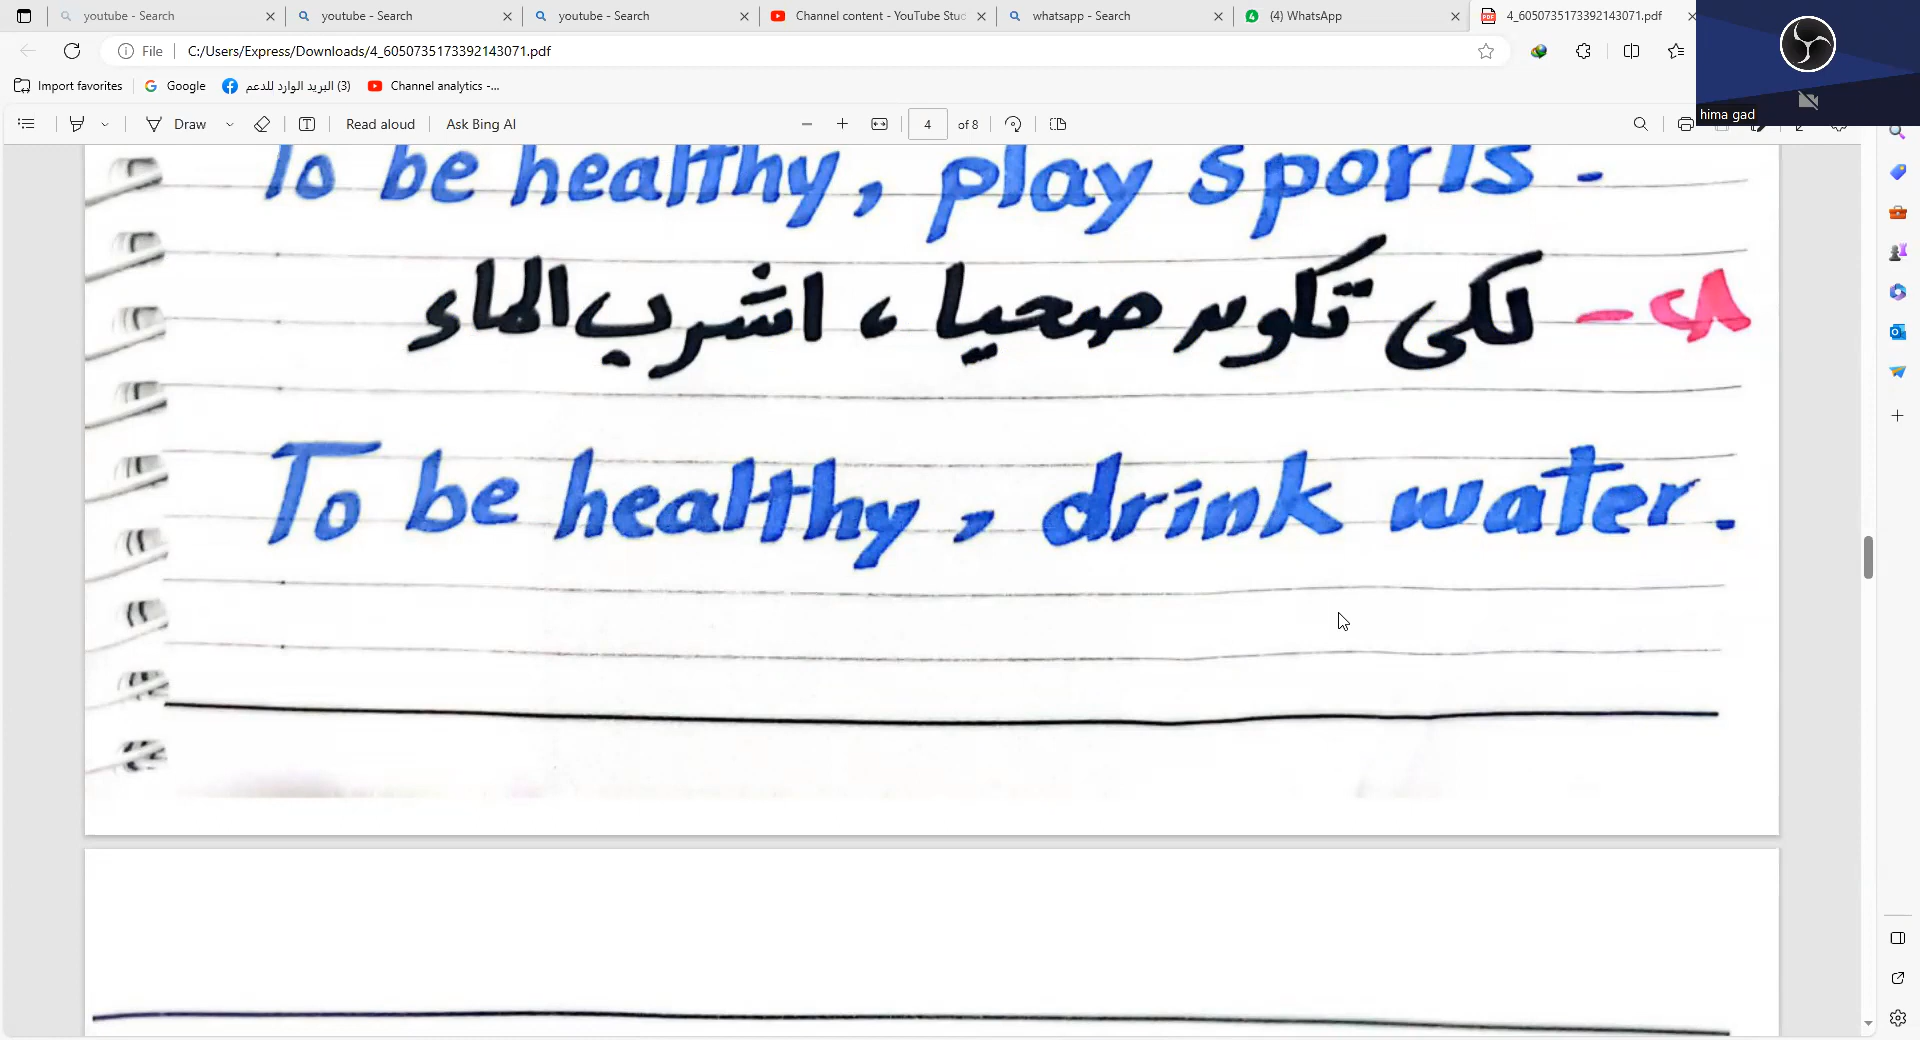 youtube - Search
youtube - Search
youtube - Search
Channel content - YouTube Stud
whatsapp - Search
(4) WhatsApp
4_6050735173392143071.pdf
File
C:/Users/Express/Downloads/4_6050735173392143071.pdf
Import favorites
Google
(3) البريد الوارد للدعم
Channel analytics -...
hima gad
Draw
Read aloud
Ask Bing AI
4
of 8
To be healthy, play sports.
لكى تكون صحيا، اشرب الماء
To be healthy, drink water.